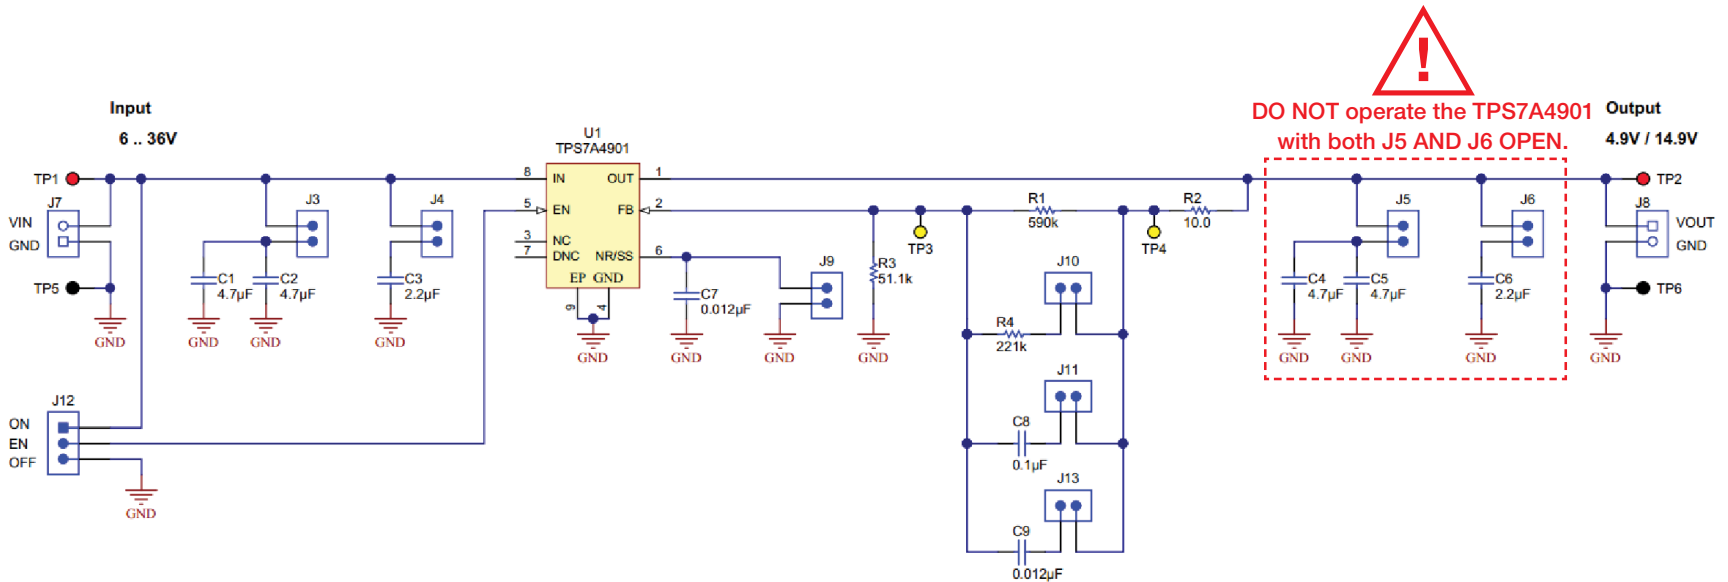 DO NOT operate the TPS7A4901
with both J5 AND J6 OPEN.
Input
6 .. 36V
Output
4.9V / 14.9V
U1
TPS7A4901
TP1
J7
VIN
GND
TP5
GND
J3
C1
4.7µF
GND
C2
4.7µF
GND
J4
C3
2.2µF
GND
J12
ON
EN
OFF
GND
8 IN
5 EN
3 NC
7 DNC
OUT 1
FB 2
NR/SS 6
EP GND
9 4
GND
C7
0.012µF
GND
J9
GND
R3
51.1k
GND
TP3
R1
590k
TP4
R2
10.0
J10
R4
221k
J11
C8
0.1µF
J13
C9
0.012µF
J5
C4
4.7µF
GND
C5
4.7µF
GND
J6
C6
2.2µF
GND
TP2
J8
VOUT
GND
TP6
GND
!